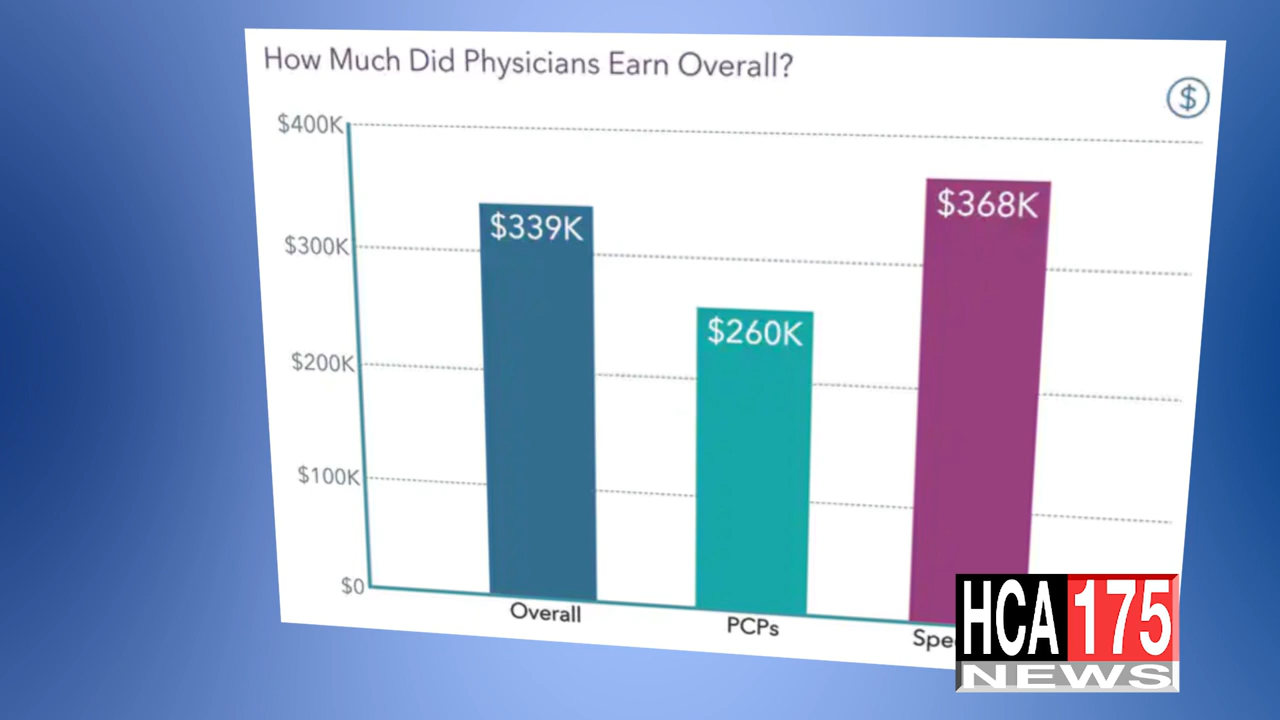 How Much Did Physicians Earn Overall?
$
$400K
$300K
$200K
$100K
$0
$339K
$260K
$368K
Overall
PCPs
HCA 175
NEWS